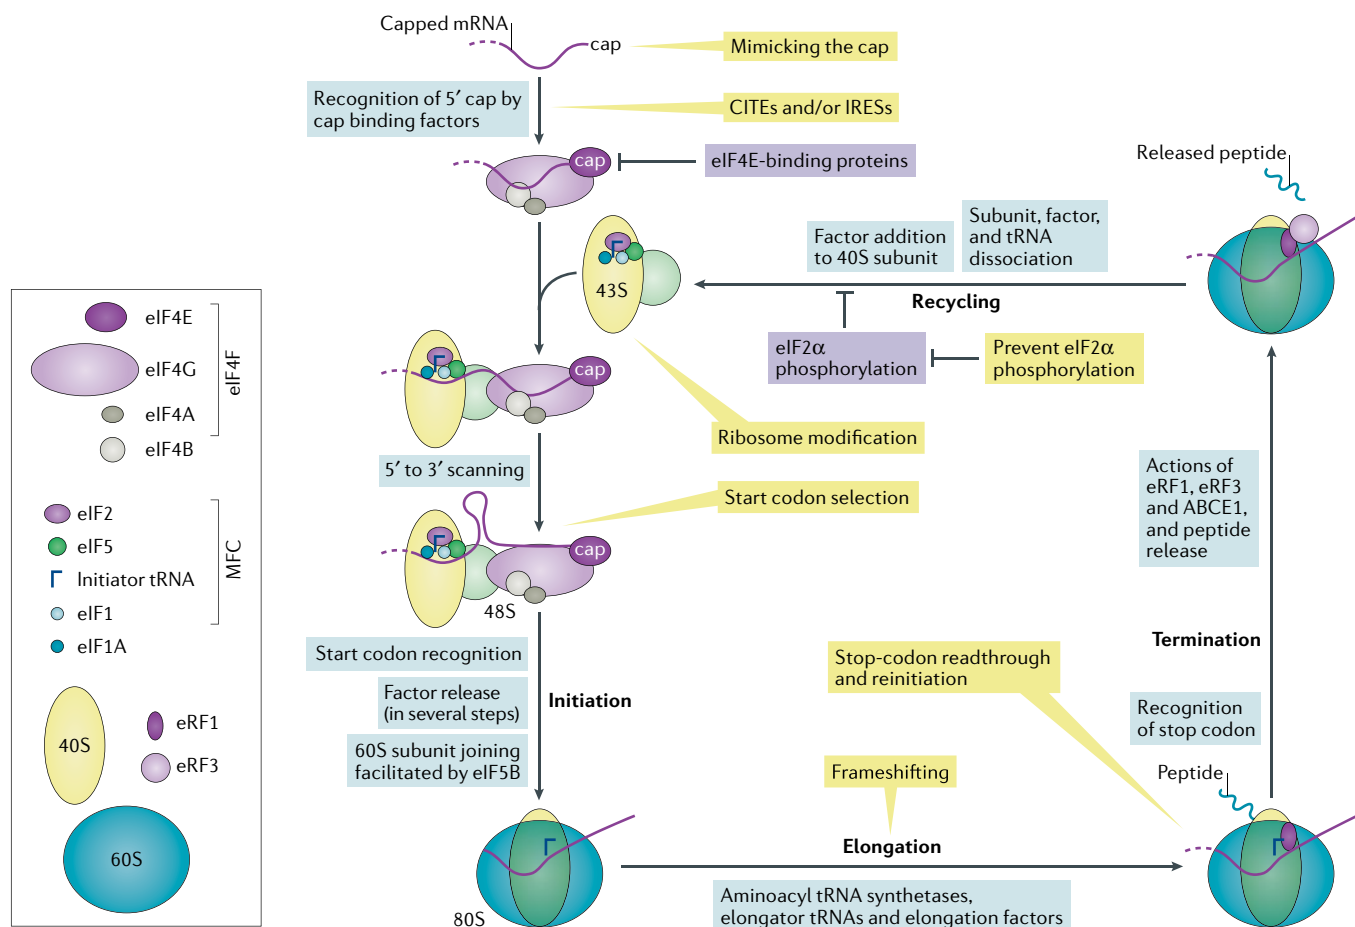 Capped mRNA
cap
Mimicking the cap
Recognition of 5′ cap by
cap binding factors
CITEs and/or IRESs
cap
eIF4E-binding proteins
Released peptide
Factor addition
to 40S subunit
Subunit, factor,
and tRNA
dissociation
43S
Recycling
eIF2α
phosphorylation
Prevent eIF2α
phosphorylation
cap
Ribosome modification
5′ to 3′ scanning
Start codon selection
cap
48S
Actions of
eRF1, eRF3
and ABCE1,
and peptide
release
Start codon recognition
Factor release
(in several steps)
Initiation
60S subunit joining
facilitated by eIF5B
Termination
Stop-codon readthrough
and reinitiation
Recognition
of stop codon
Frameshifting
Peptide
80S
Elongation
Aminoacyl tRNA synthetases,
elongator tRNAs and elongation factors
eIF4E
eIF4G
eIF4A
eIF4F
eIF4B
eIF2
eIF5
Initiator tRNA
eIF1
MFC
eIF1A
40S
eRF1
eRF3
60S